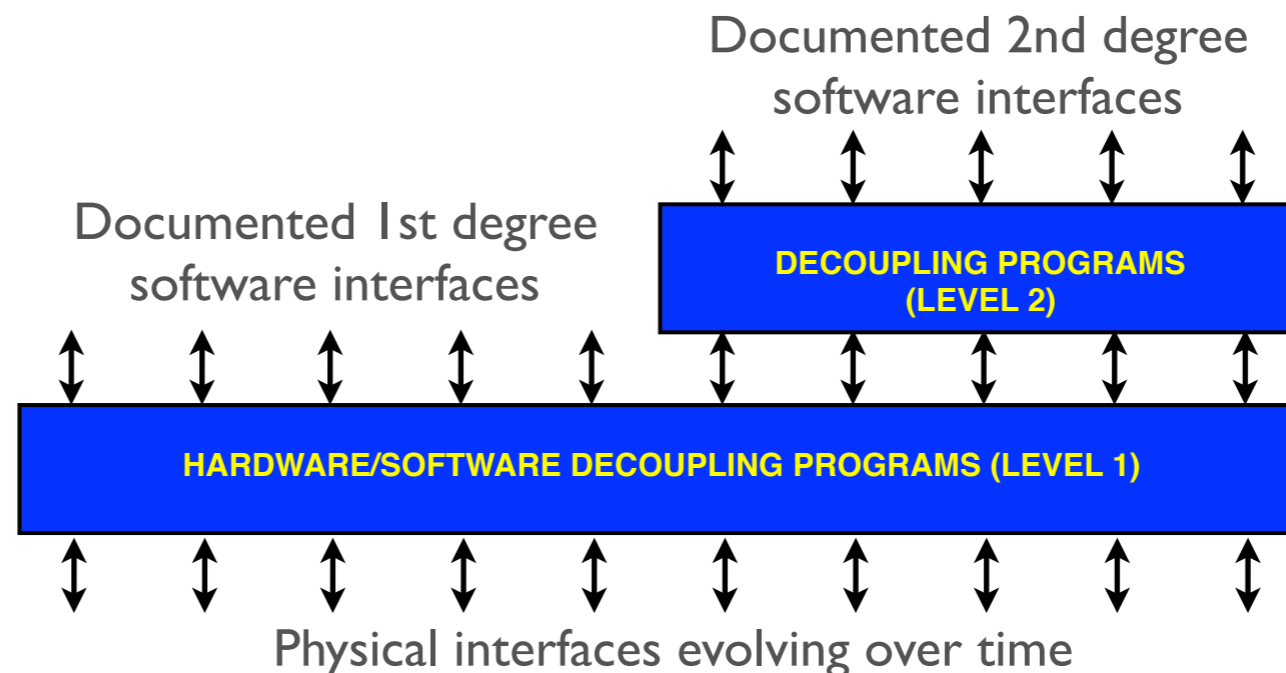 Documented 2nd degree
software interfaces
Documented 1st degree
software interfaces
DECOUPLING PROGRAMS
(LEVEL 2)
HARDWARE/SOFTWARE DECOUPLING PROGRAMS (LEVEL 1)
Physical interfaces evolving over time